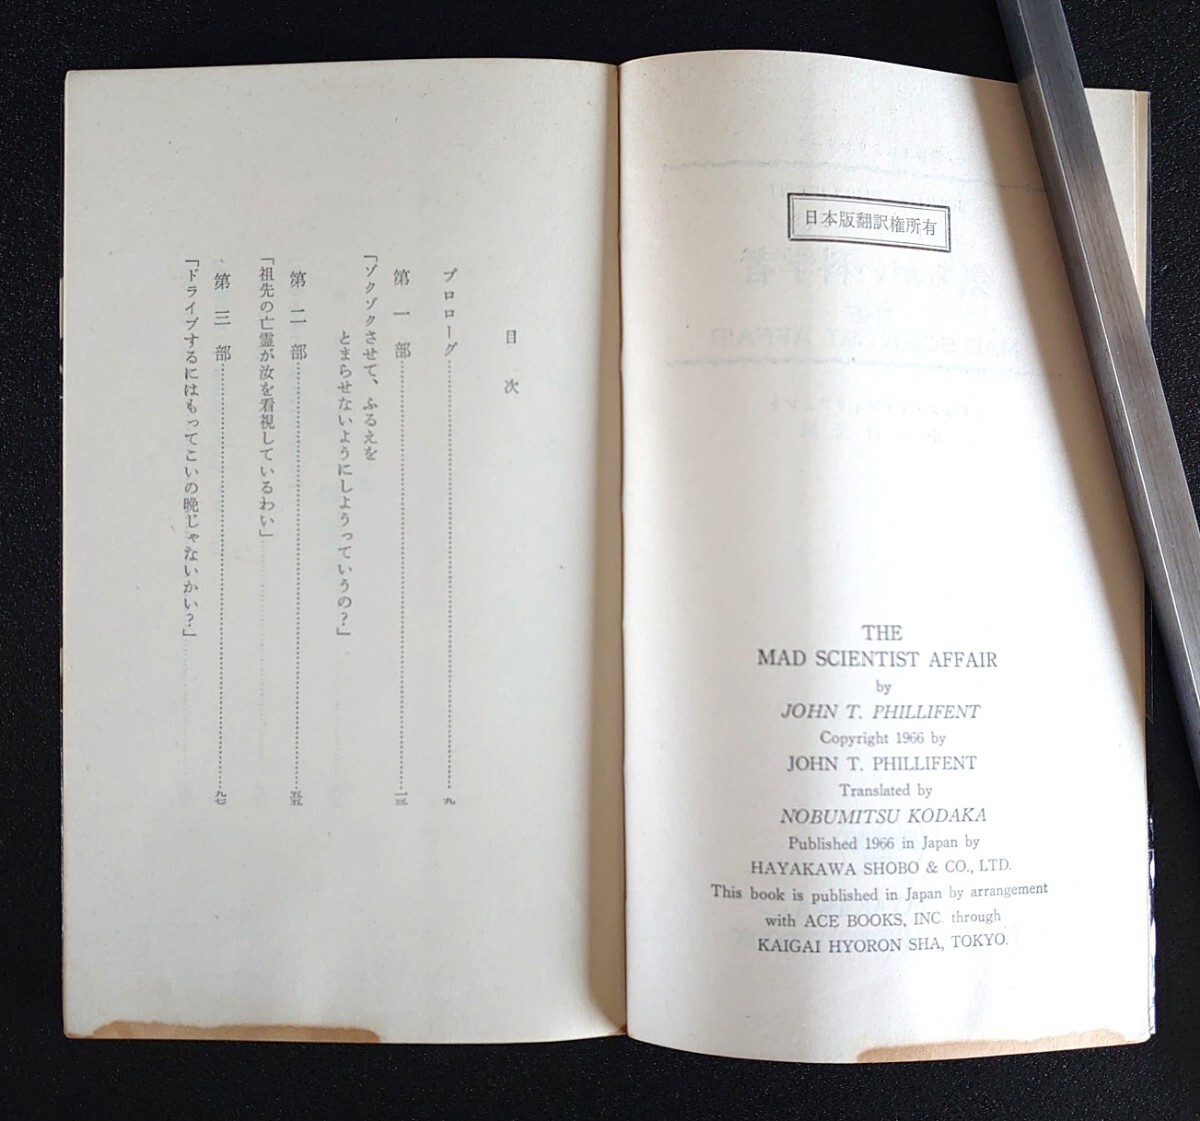 日本版翻訳権所有
THE
MAD SCIENTIST AFFAIR
by
JOHN T. PHILLIFENT
Copyright 1966 by
JOHN T. PHILLIFENT
Translated by
NOBUMITSU KODAKA
Published 1966 in Japan by
HAYAKAWA SHOBO & CO., LTD.
This book is published in Japan by arrangement
with ACE BOOKS, INC. through
KAIGAI HYORON SHA, TOKYO.
目次
プロローグ……九
第一部……一三
「ゾクゾクさせて、ふるえを
とまらせないようにしようっていうの?」
第二部……五五
「祖先の亡霊が汝を看視しているわい」
第三部……九七
「ドライブするにはもってこいの晩じゃないかい?」